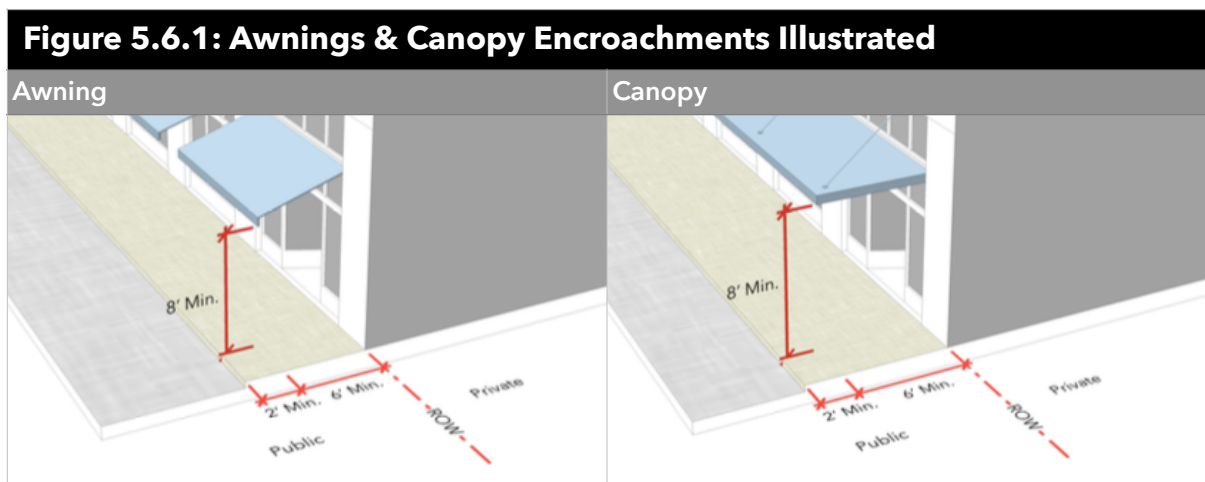 Figure 5.6.1: Awnings & Canopy Encroachments Illustrated
Awning
Canopy
8' Min.
2' Min.
6' Min.
-ROW-
Private
Public
8' Min.
2' Min.
6' Min.
-ROW-
Private
Public